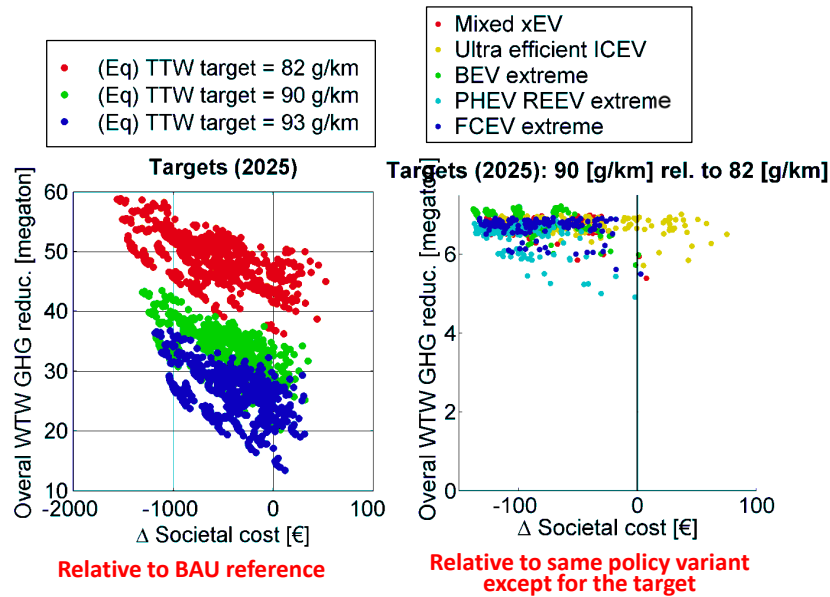 (Eq) TTW target = 82 g/km
(Eq) TTW target = 90 g/km
(Eq) TTW target = 93 g/km
Targets (2025)
Overal WTW GHG reduc. [megaton]
60
50
40
30
20
10
-2000
-1000
0
100
Δ Societal cost [€]
Relative to BAU reference
Mixed xEV
Ultra efficient ICEV
BEV extreme
PHEV REEV extreme
FCEV extreme
Targets (2025): 90 [g/km] rel. to 82 [g/km]
Overal WTW GHG reduc. [megaton]
6
4
2
0
-100
0
100
Δ Societal cost [€]
Relative to same policy variant
except for the target